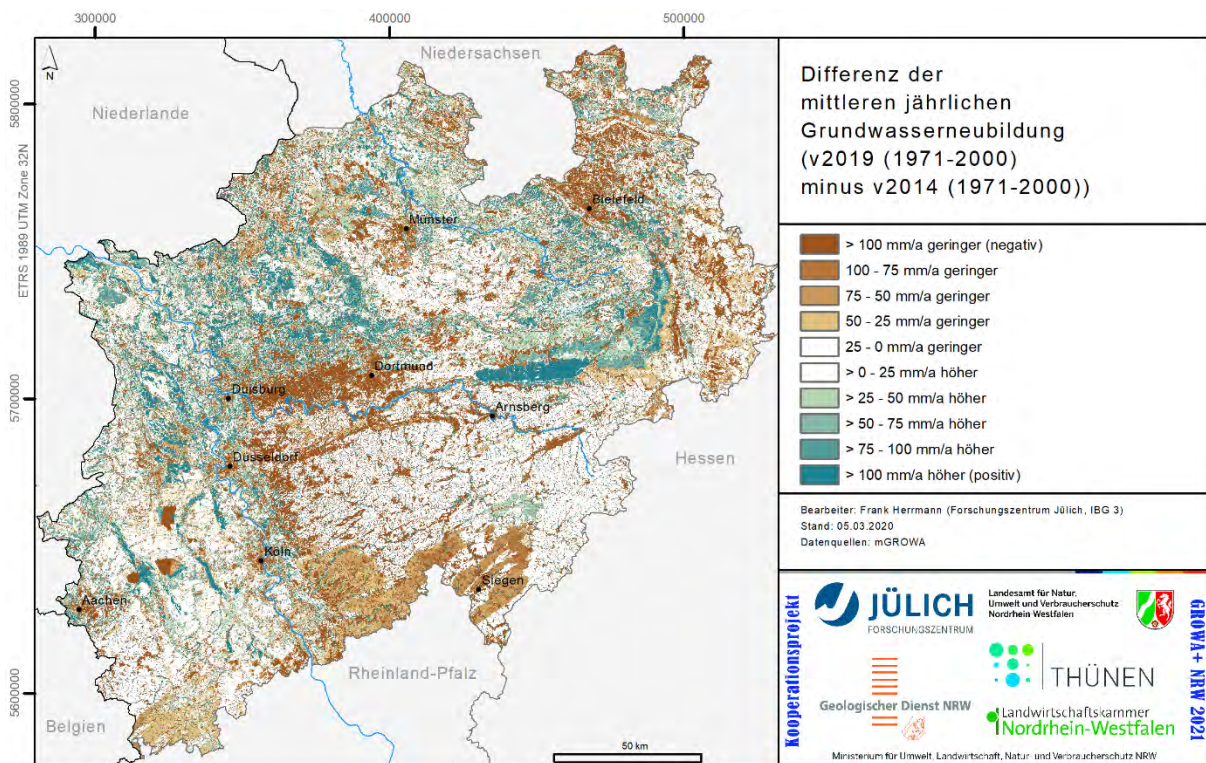 300000
400000
500000
N
Niedersachsen
Niederlande
5800000
ETRS 1989 UTM Zone 32N
Bielefeld
Münster
Dortmund
5700000
Duisburg
Arnsberg
Düsseldorf
Hessen
Köln
Siegen
Aachen
Rheinland-Pfalz
5600000
Belgien
50 km
Differenz der
mittleren jährlichen
Grundwasserneubildung
(v2019 (1971-2000)
minus v2014 (1971-2000))
> 100 mm/a geringer (negativ)
100 - 75 mm/a geringer
75 - 50 mm/a geringer
50 - 25 mm/a geringer
25 - 0 mm/a geringer
> 0 - 25 mm/a höher
> 25 - 50 mm/a höher
> 50 - 75 mm/a höher
> 75 - 100 mm/a höher
> 100 mm/a höher (positiv)
Bearbeiter: Frank Herrmann (Forschungszentrum Jülich, IBG 3)
Stand: 05.03.2020
Datenquellen: mGROWA
Kooperationsprojekt
JÜLICH
FORSCHUNGSZENTRUM
Landesamt für Natur,
Umwelt und Verbraucherschutz
Nordrhein Westfalen
THÜNEN
Geologischer Dienst NRW
Landwirtschaftskammer
Nordrhein-Westfalen
GROWA+ NRW 2021
Ministerium für Umwelt, Landwirtschaft, Natur- und Verbraucherschutz NRW